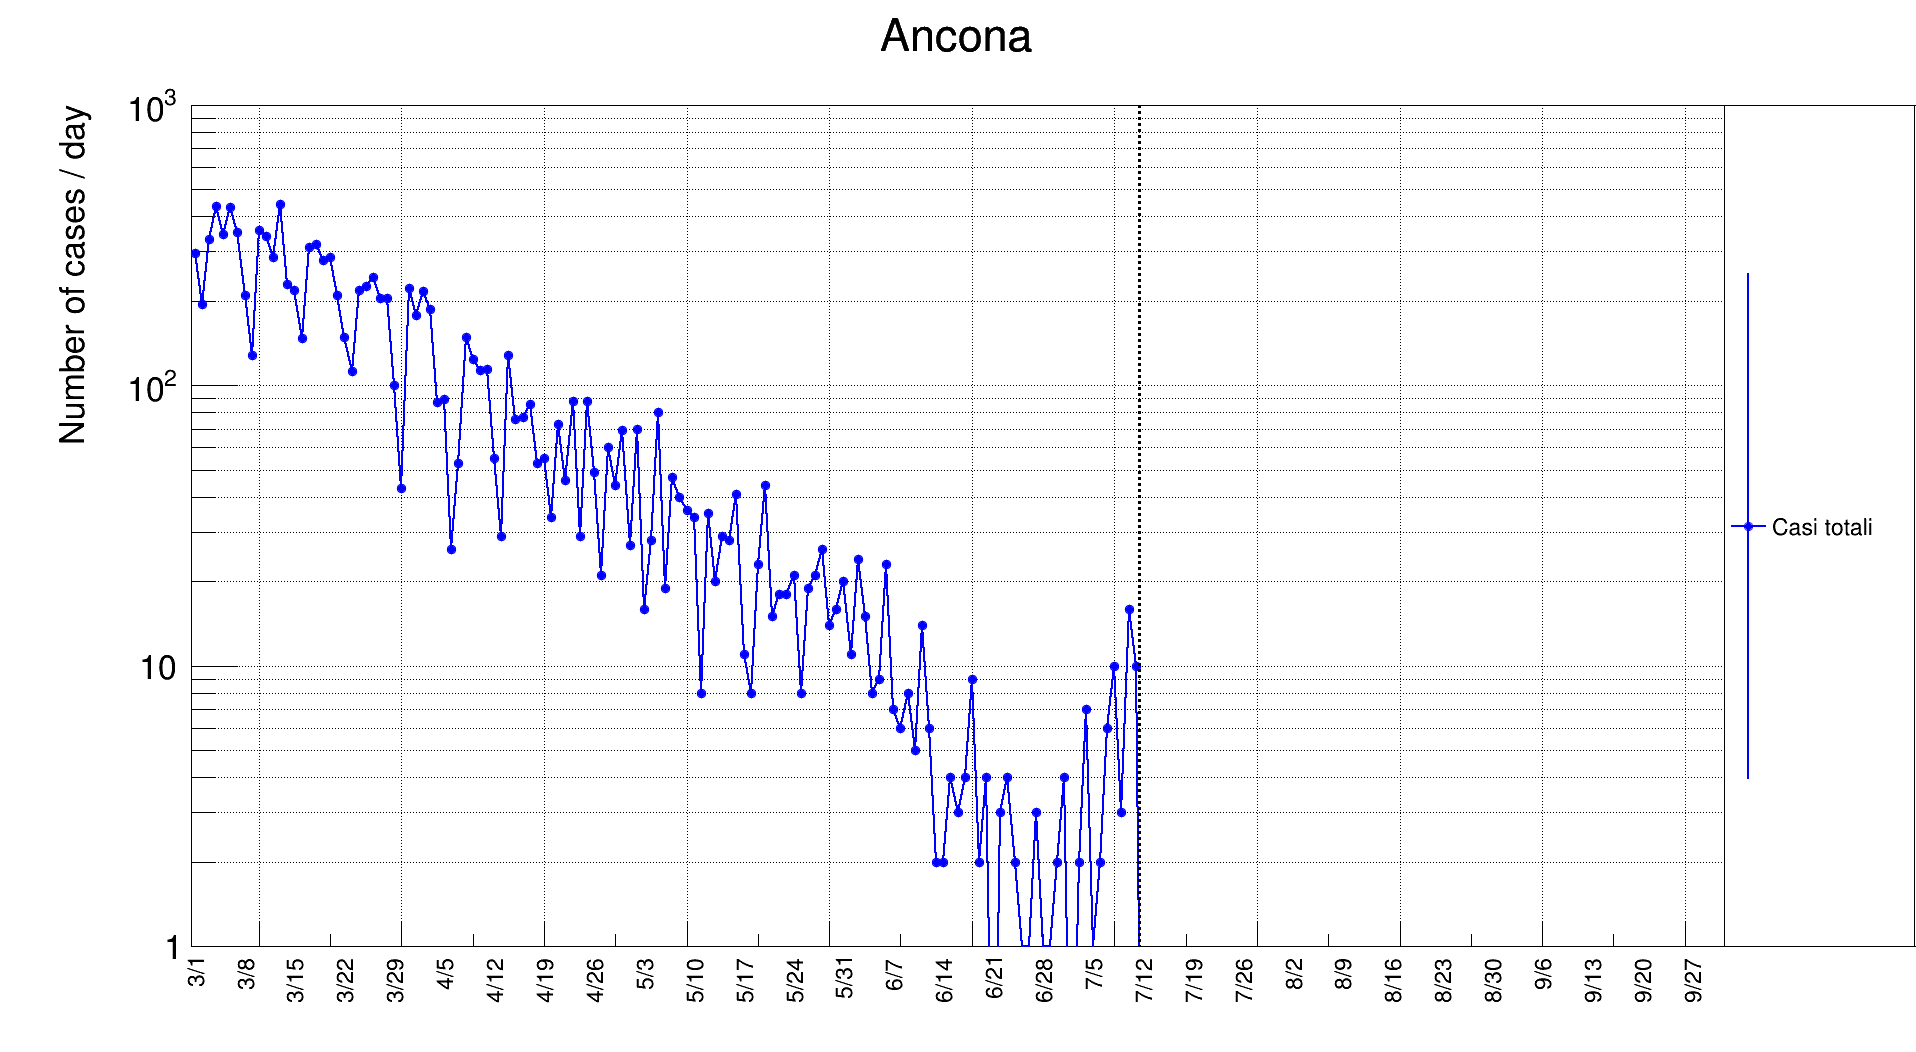 Ancona
Number of cases / day
10³
10²
10
1
3/1 3/8 3/15 3/22 3/29 4/5 4/12 4/19 4/26 5/3 5/10 5/17 5/24 5/31 6/7 6/14 6/21 6/28 7/5 7/12 7/19 7/26 8/2 8/9 8/16 8/23 8/30 9/6 9/13 9/20 9/27
Casi totali